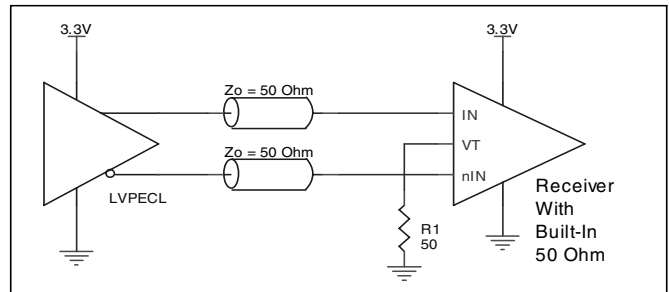 3.3V
3.3V
Zo = 50 Ohm
IN
VT
Zo = 50 Ohm
nIN
LVPECL
R1
50
Receiver
With
Built-In
50 Ohm